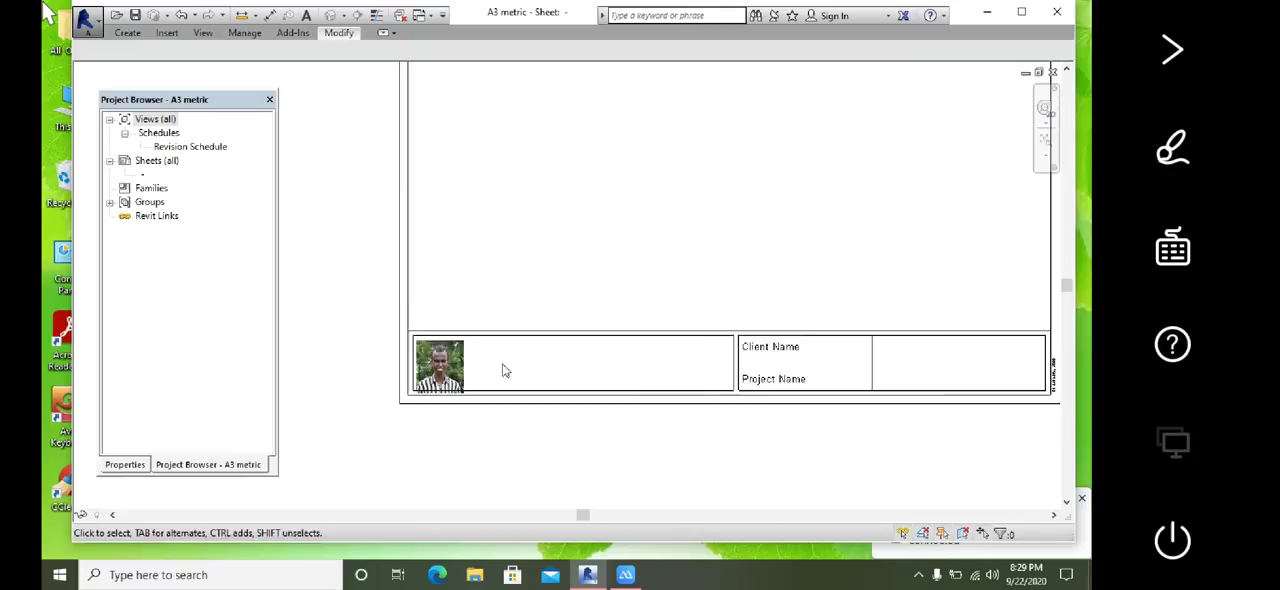 A3 metric - Sheet: -
Type a keyword or phrase
Sign In
Create
Insert
View
Manage
Add-Ins
Modify
Project Browser - A3 metric
Views (all)
Schedules
Revision Schedule
Sheets (all)
-
Families
Groups
Revit Links
Properties
Project Browser - A3 metric
Client Name
Project Name
Click to select, TAB for alternates, CTRL adds, SHIFT unselects.
:0
Type here to search
8:29 PM
9/22/2020